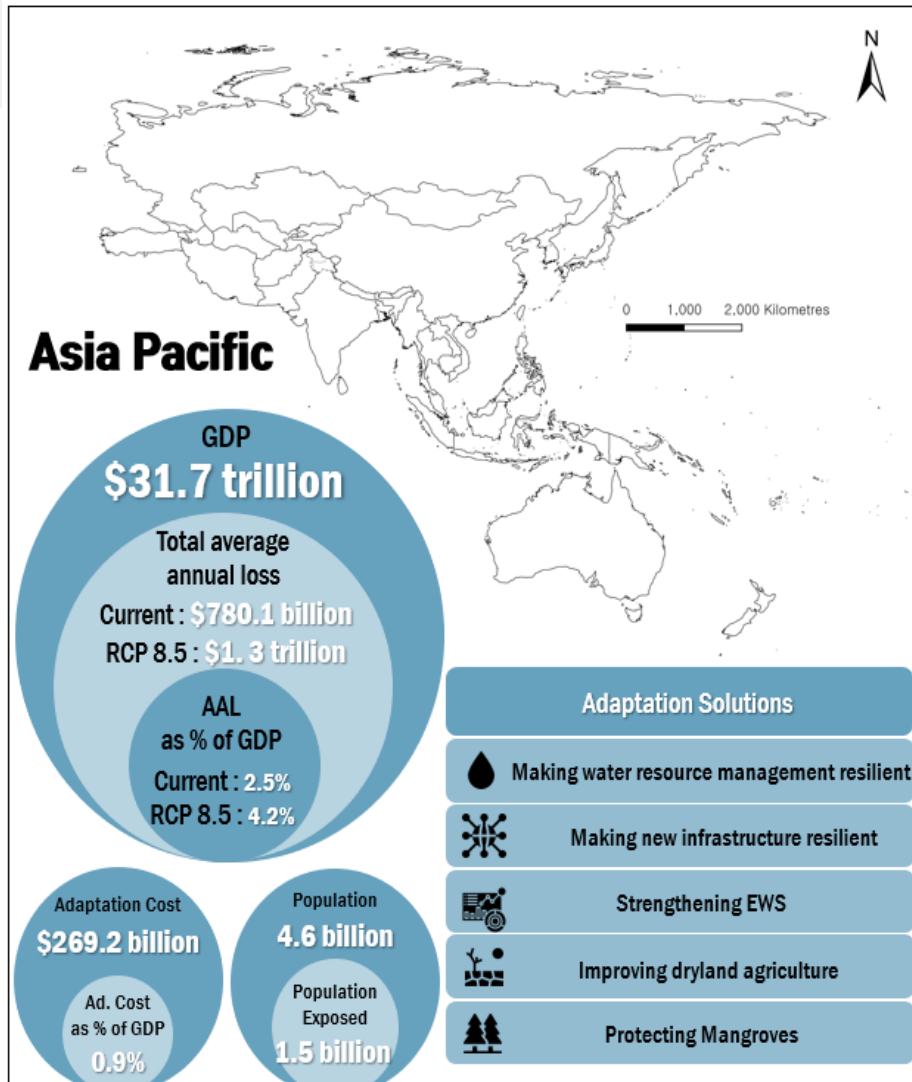 N
0 1,000 2,000 Kilometres
Asia Pacific
GDP
$31.7 trillion
Total average
annual loss
Current : $780.1 billion
RCP 8.5 : $1. 3 trillion
AAL
as % of GDP
Current : 2.5%
RCP 8.5 : 4.2%
Adaptation Cost
$269.2 billion
Ad. Cost
as % of GDP
0.9%
Population
4.6 billion
Population
Exposed
1.5 billion
Adaptation Solutions
Making water resource management resilient
Making new infrastructure resilient
Strengthening EWS
Improving dryland agriculture
Protecting Mangroves